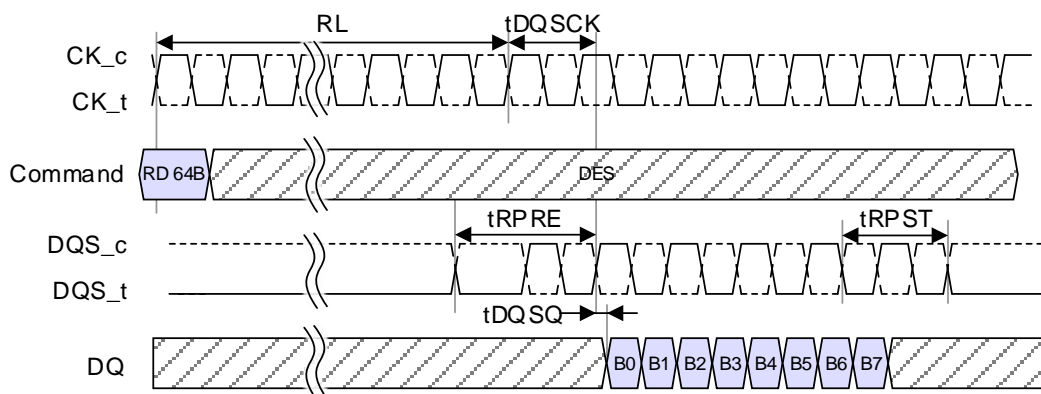 RL
tDQSCK
CK_c
CK_t
Command
RD 64B
DES
tRPRE
tRPST
DQS_c
DQS_t
tDQSQ
DQ
B0 B1 B2 B3 B4 B5 B6 B7